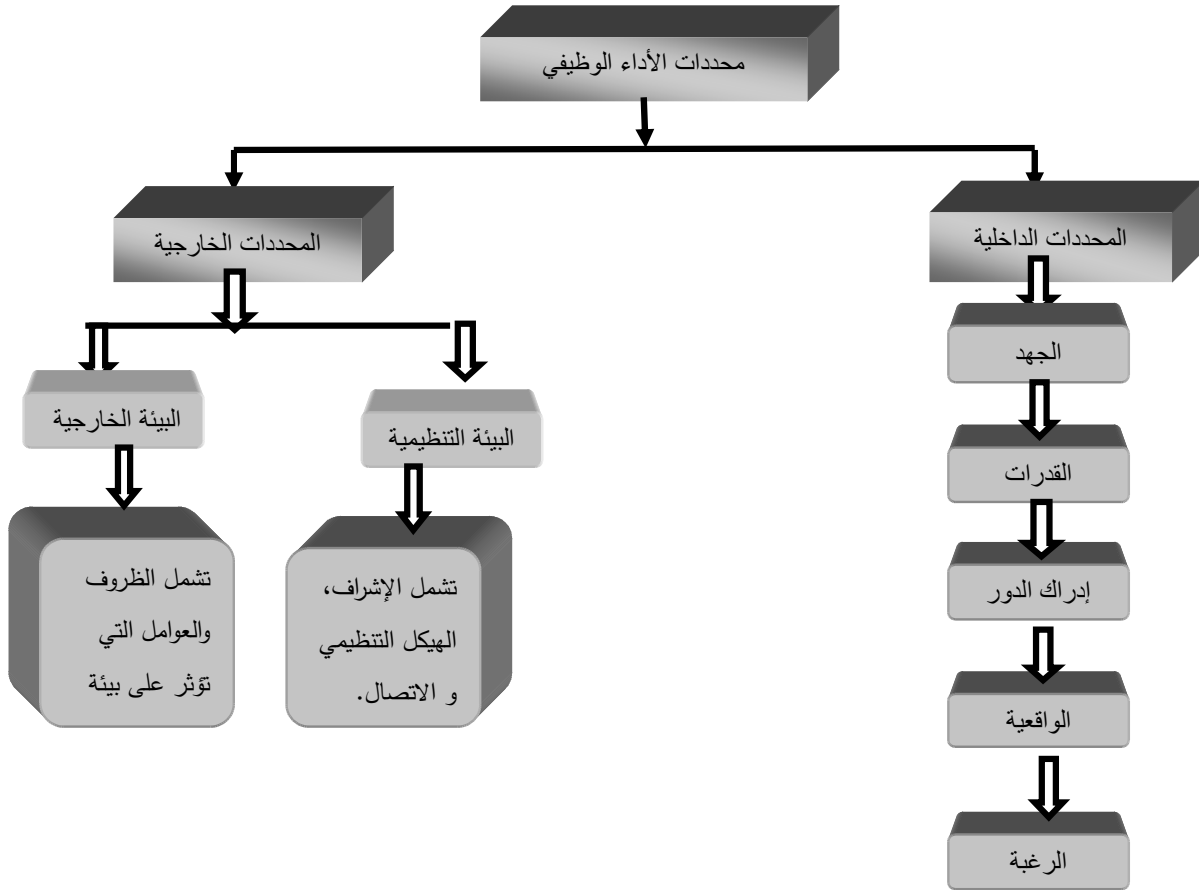 محددات الأداء الوظيفي
المحددات الداخلية
المحددات الخارجية
الجهد
القدرات
إدراك الدور
الواقعية
الرغبة
البيئة التنظيمية
تشمل الإشراف،
الهيكل التنظيمي
و الاتصال.
البيئة الخارجية
تشمل الظروف
والعوامل التي
تؤثر على بيئة